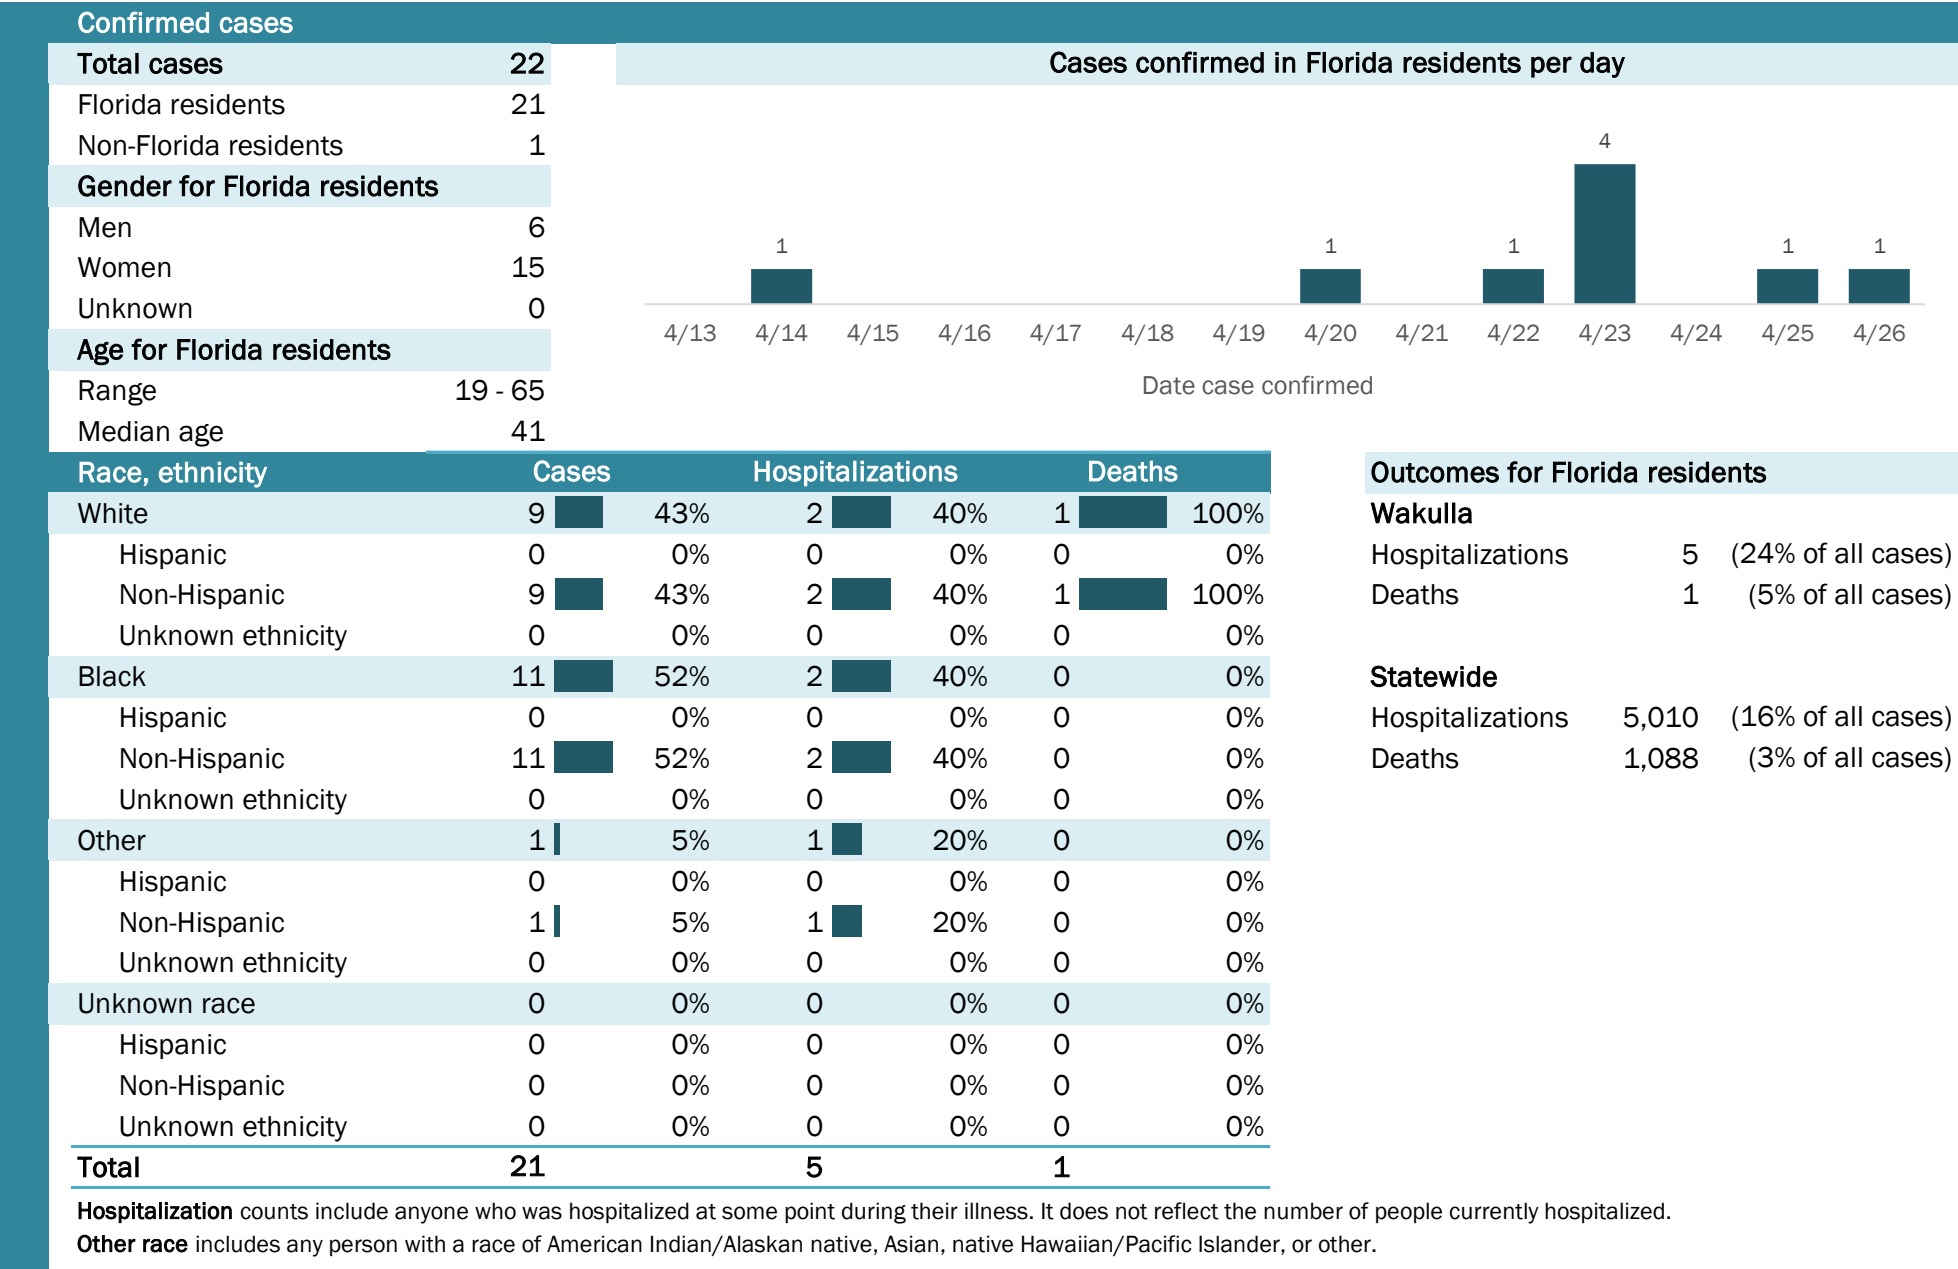 Confirmed cases
Total cases 22
Florida residents 21
Non-Florida residents 1
Gender for Florida residents
Men 6
Women 15
Unknown 0
Age for Florida residents
Range 19 - 65
Median age 41
Cases confirmed in Florida residents per day
4
1 1 1 1 1
4/13 4/14 4/15 4/16 4/17 4/18 4/19 4/20 4/21 4/22 4/23 4/24 4/25 4/26
Date case confirmed
Race, ethnicity Cases Hospitalizations Deaths
White 9 43% 2 40% 1 100%
Hispanic 0 0% 0 0% 0 0%
Non-Hispanic 9 43% 2 40% 1 100%
Unknown ethnicity 0 0% 0 0% 0 0%
Black 11 52% 2 40% 0 0%
Hispanic 0 0% 0 0% 0 0%
Non-Hispanic 11 52% 2 40% 0 0%
Unknown ethnicity 0 0% 0 0% 0 0%
Other 1 5% 1 20% 0 0%
Hispanic 0 0% 0 0% 0 0%
Non-Hispanic 1 5% 1 20% 0 0%
Unknown ethnicity 0 0% 0 0% 0 0%
Unknown race 0 0% 0 0% 0 0%
Hispanic 0 0% 0 0% 0 0%
Non-Hispanic 0 0% 0 0% 0 0%
Unknown ethnicity 0 0% 0 0% 0 0%
Total 21 5 1
Outcomes for Florida residents
Wakulla
Hospitalizations 5 (24% of all cases)
Deaths 1 (5% of all cases)
Statewide
Hospitalizations 5,010 (16% of all cases)
Deaths 1,088 (3% of all cases)
Hospitalization counts include anyone who was hospitalized at some point during their illness. It does not reflect the number of people currently hospitalized.
Other race includes any person with a race of American Indian/Alaskan native, Asian, native Hawaiian/Pacific Islander, or other.